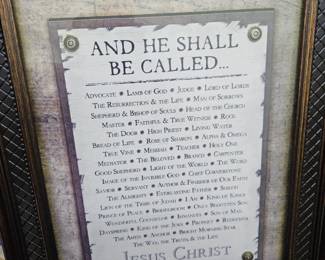 AND HE SHALL
BE CALLED...
ADVOCATE * LAMB OF GOD * JUDGE * LORD OF LORDS
THE RESURRECTION & THE LIFE * MAN OF SORROWS
SHEPHERD & BISHOP OF SOULS * HEAD OF THE CHURCH
MASTER * FAITHFUL & TRUE WITNESS * ROCK
THE DOOR * HIGH PRIEST * LIVING WATER
BREAD OF LIFE * ROSE OF SHARON * ALPHA & OMEGA
TRUE VINE * MESSIAH * TEACHER * HOLY ONE
MEDIATOR * THE BELOVED * BRANCH * CARPENTER
GOOD SHEPHERD * LIGHT OF THE WORLD * THE WORD
IMAGE OF THE INVISIBLE GOD * CHIEF CORNERSTONE
SAVIOR * SERVANT * AUTHOR & FINISHER OF OUR FAITH
THE ALMIGHTY * EVERLASTING FATHER * SHILOH
LION OF THE TRIBE OF JUDAH * I AM * KING OF KINGS
PRINCE OF PEACE * BRIDEGROOM * ONLY BEGOTTEN SON
WONDERFUL COUNSELOR * IMMANUEL * SON OF MAN
DAYSPRING * KING OF THE JEWS * PROPHET * REDEEMER
THE AMEN * ANCHOR * BRIGHT MORNING STAR
THE WAY, THE TRUTH & THE LIFE
JESUS CHRIST